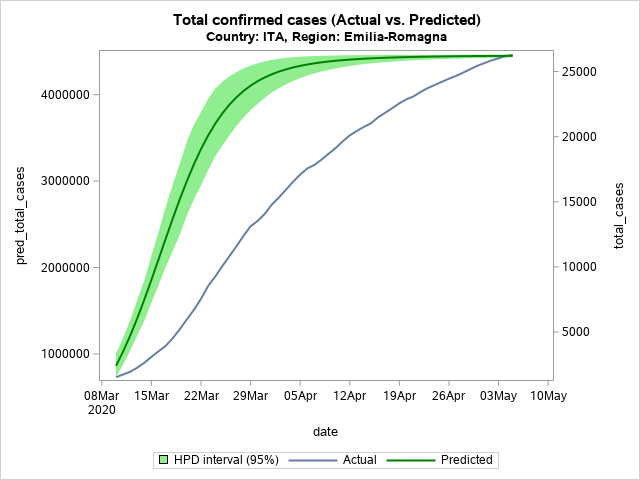 Total confirmed cases (Actual vs. Predicted)
Country: ITA, Region: Emilia-Romagna
pred_total_cases
4000000
3000000
2000000
1000000
25000
20000
15000
10000
5000
total_cases
08Mar 15Mar 22Mar 29Mar 05Apr 12Apr 19Apr 26Apr 03May 10May
2020
date
HPD interval (95%) Actual Predicted